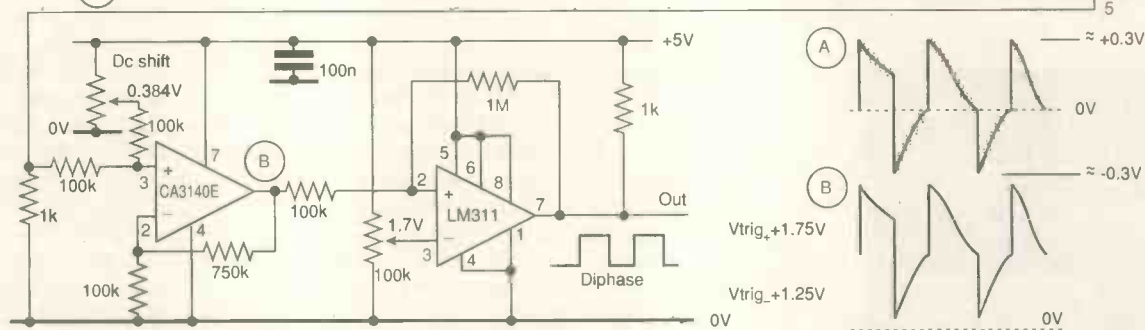 5
Dc shift
0.384V
0V
100k
100k
1k
3
+
CA3140E
−
2
7
4
B
100k
750k
100k
100n
+5V
1M
1k
5
6
8
2
+
LM311
−
3
4
1
7
1.7V
100k
Out
Diphase
0V
A
≈ +0.3V
0V
≈ -0.3V
B
Vtrig₊+1.75V
Vtrig₋+1.25V
0V